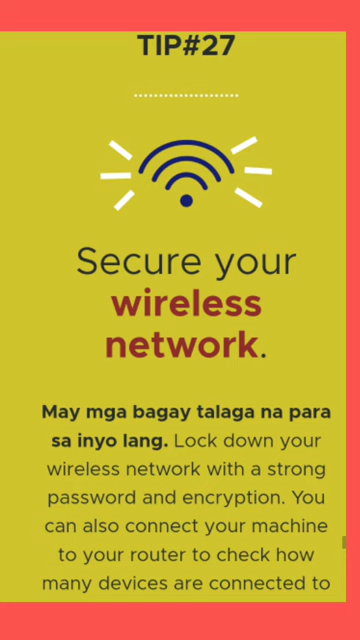 TIP#27
Secure your
wireless
network.
May mga bagay talaga na para
sa inyo lang. Lock down your
wireless network with a strong
password and encryption. You
can also connect your machine
to your router to check how
many devices are connected to